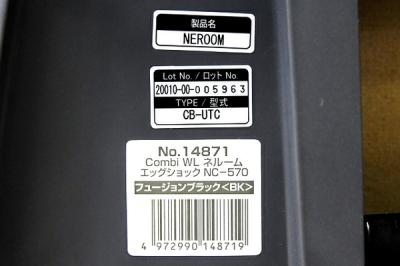 製品名
NEROOM
Lot No. / ロット No.
20010-00-005963
TYPE / 型式
CB-UTC
No.14871
Combi WL ネルーム
エッグショック NC-570
フュージョンブラック<BK>
4 972990 148719